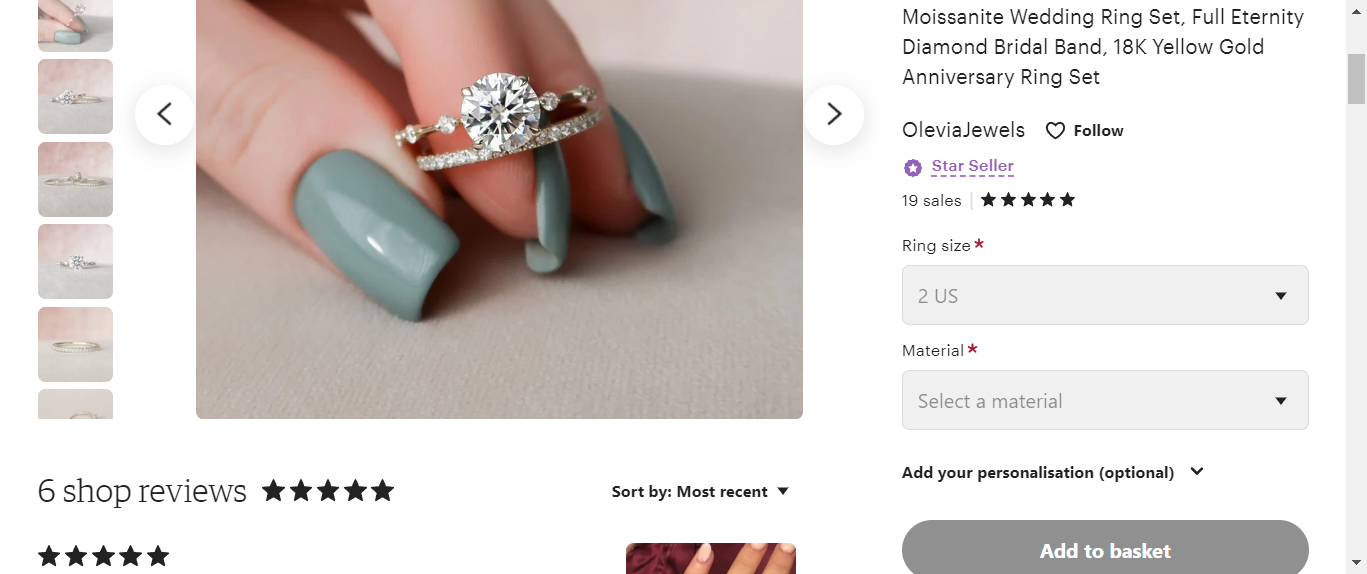 Moissanite Wedding Ring Set, Full Eternity
Diamond Bridal Band, 18K Yellow Gold
Anniversary Ring Set
OleviaJewels Follow
Star Seller
19 sales
Ring size*
2 US
Material*
Select a material
Add your personalisation (optional)
Add to basket
6 shop reviews
Sort by: Most recent